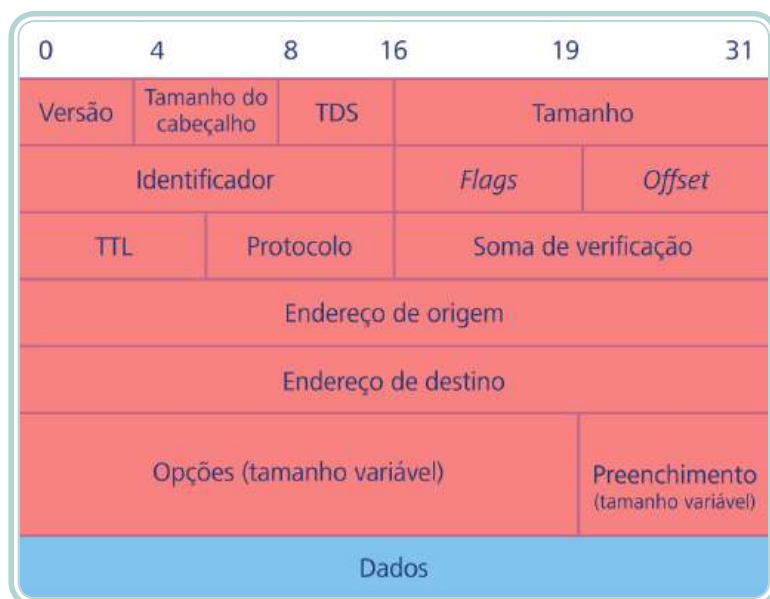 0 4 8 16 19 31
Versão
Tamanho do
cabeçalho
TDS
Tamanho
Identificador
Flags
Offset
TTL
Protocolo
Soma de verificação
Endereço de origem
Endereço de destino
Opções (tamanho variável)
Preenchimento
(tamanho variável)
Dados